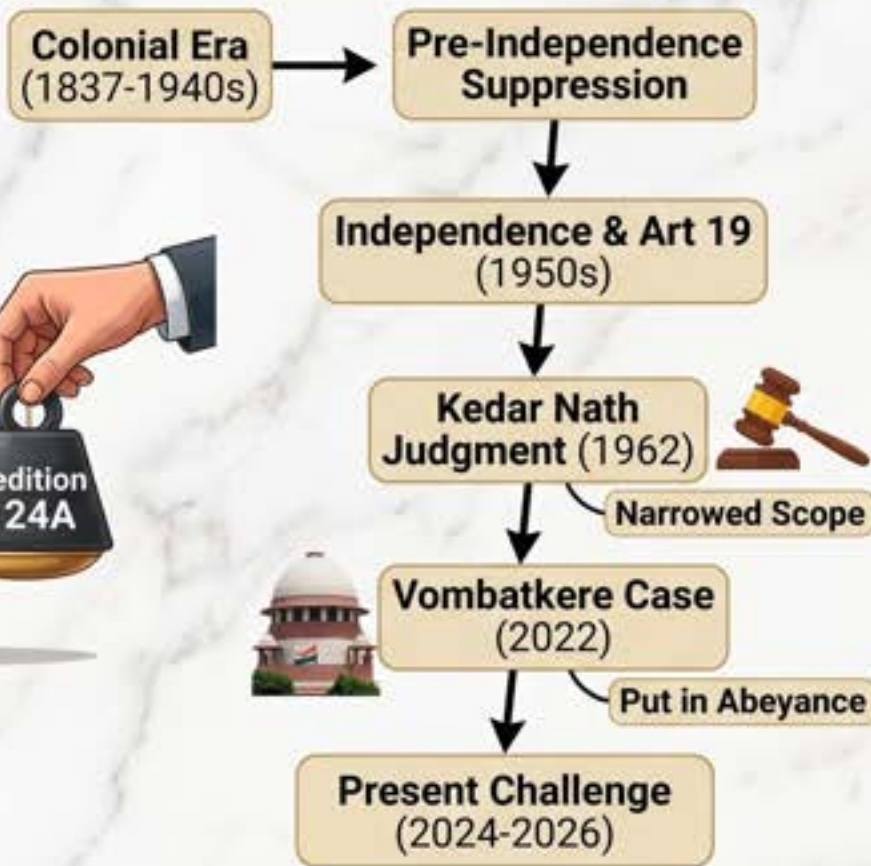 Colonial Era
(1837-1940s)
Pre-Independence
Suppression
Independence & Art 19
(1950s)
Kedar Nath
Judgment (1962)
Narrowed Scope
edition
24A
Vombatkere Case
(2022)
Put in Abeyance
Present Challenge
(2024-2026)